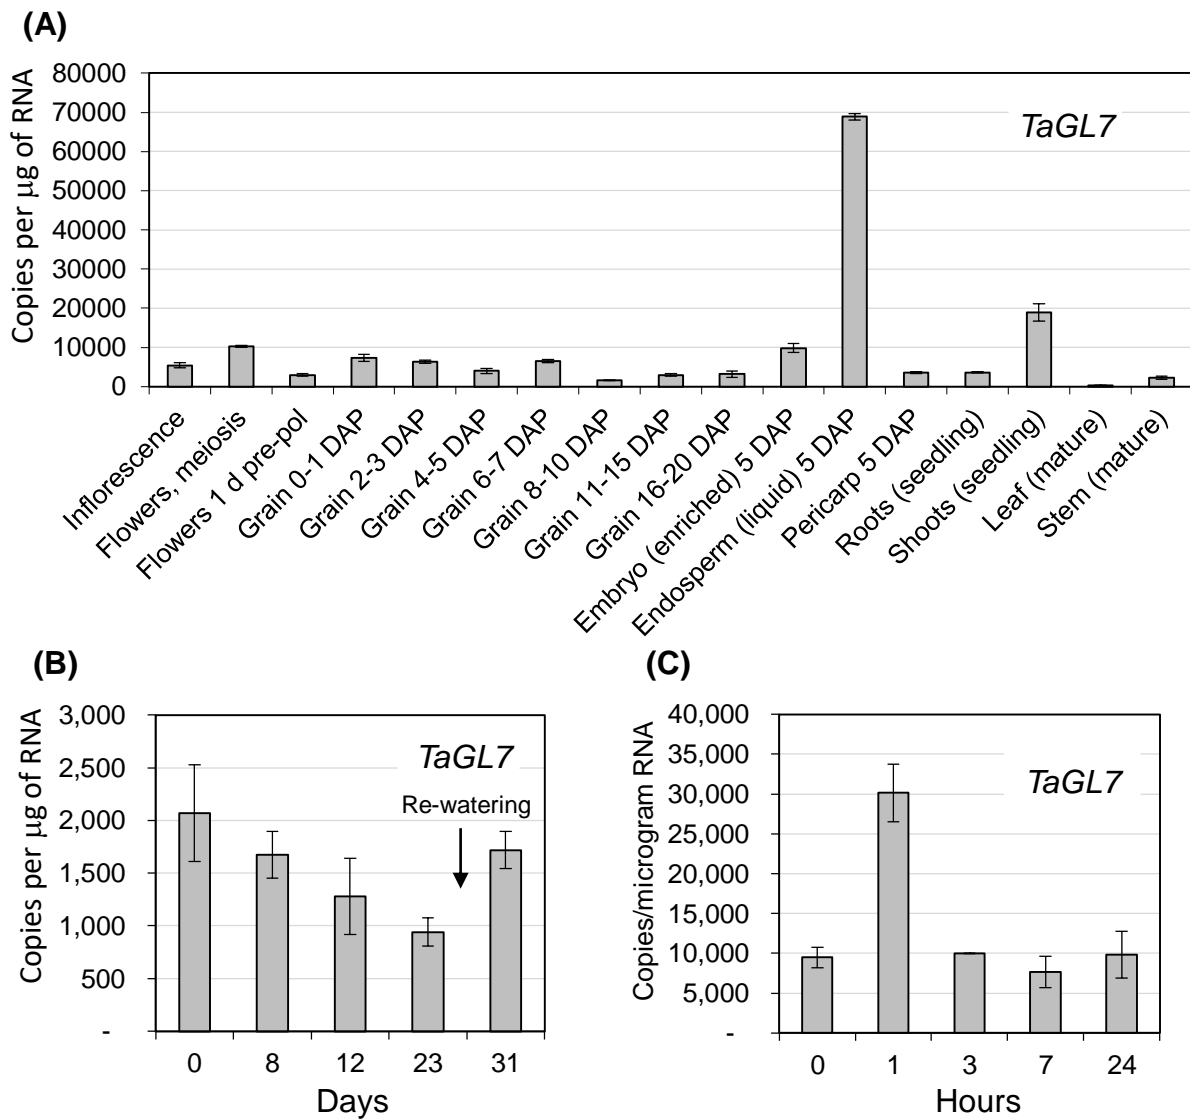 (A)
Copies per µg of RNA
80000
70000
60000
50000
40000
30000
20000
10000
0
TaGL7
Inflorescence
Flowers, meiosis
Flowers 1 d pre-pol
Grain 0-1 DAP
Grain 2-3 DAP
Grain 4-5 DAP
Grain 6-7 DAP
Grain 8-10 DAP
Grain 11-15 DAP
Grain 16-20 DAP
Embryo (enriched) 5 DAP
Endosperm (liquid) 5 DAP
Pericarp 5 DAP
Roots (seedling)
Shoots (seedling)
Leaf (mature)
Stem (mature)
(B)
Copies per µg of RNA
3,000
2,500
2,000
1,500
1,000
500
-
TaGL7
Re-watering
0 8 12 23 31
Days
(C)
Copies/microgram RNA
40,000
35,000
30,000
25,000
20,000
15,000
10,000
5,000
-
TaGL7
0 1 3 7 24
Hours